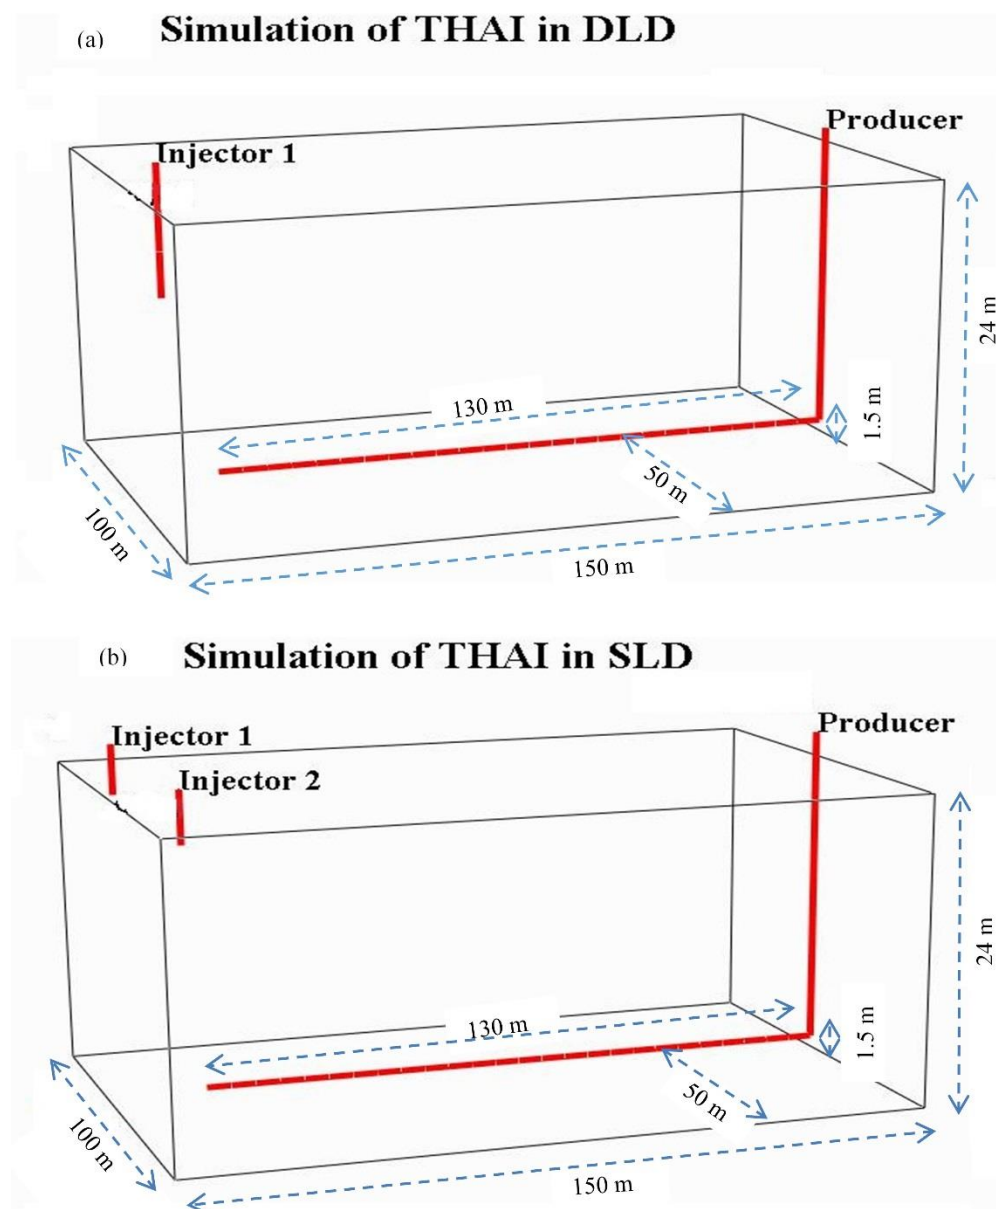 (a) Simulation of THAI in DLD
Producer
Injector 1
24 m
130 m
1.5 m
50 m
100 m
150 m
(b) Simulation of THAI in SLD
Producer
Injector 1
Injector 2
24 m
130 m
1.5 m
50 m
100 m
150 m